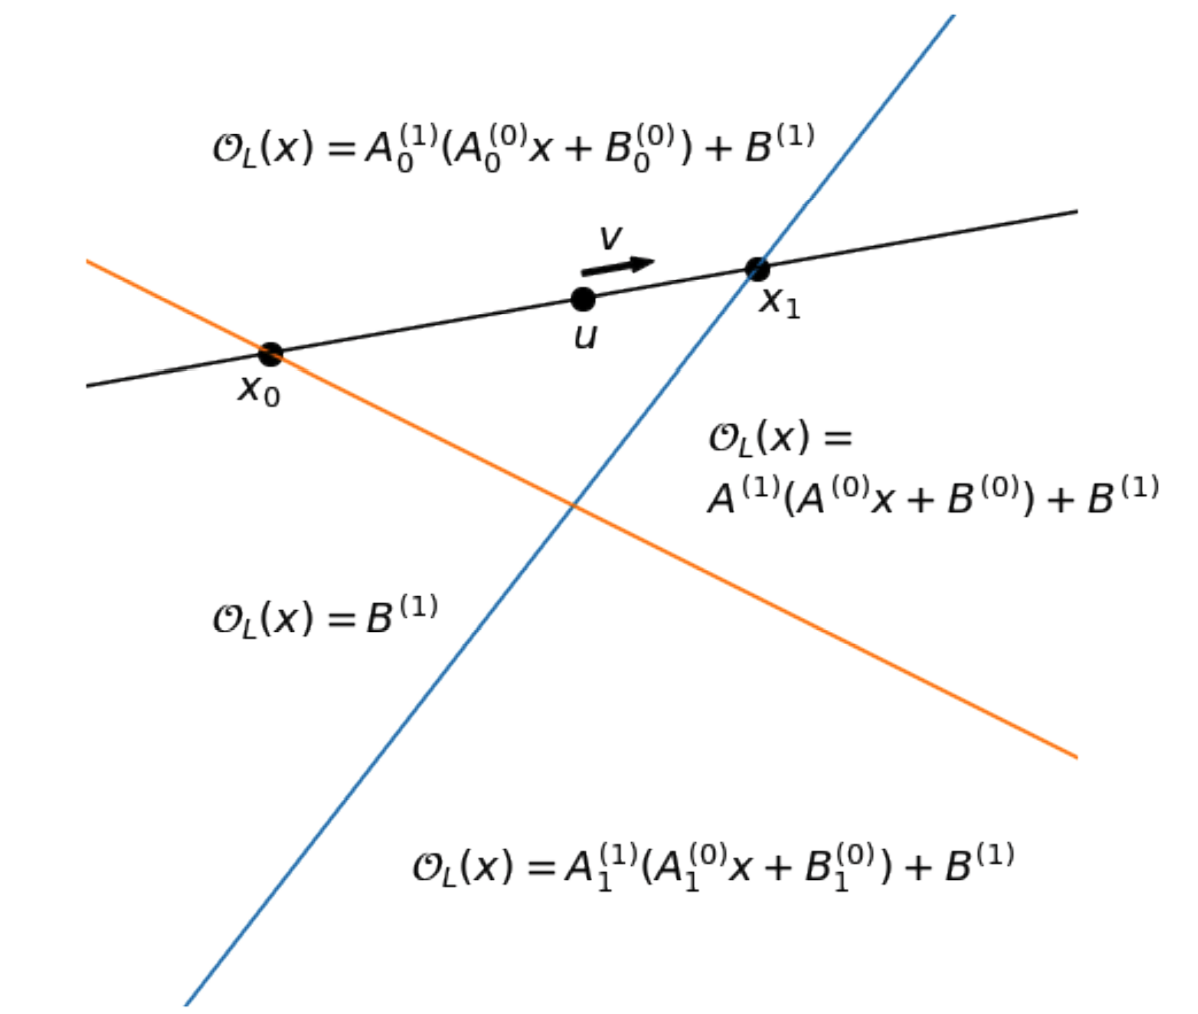 𝒪_L(x) = A_0^{(1)}(A_0^{(0)}x + B_0^{(0)}) + B^{(1)}
v
x_1
u
x_0
𝒪_L(x) =
A^{(1)}(A^{(0)}x + B^{(0)}) + B^{(1)}
𝒪_L(x) = B^{(1)}
𝒪_L(x) = A_1^{(1)}(A_1^{(0)}x + B_1^{(0)}) + B^{(1)}